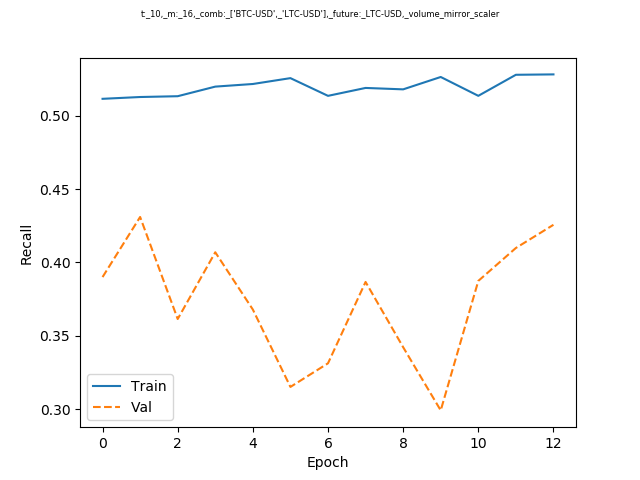 t:_10,_m:_16,_comb:_['BTC-USD',_'LTC-USD'],_future:_LTC-USD,_volume_mirror_scaler
Recall
0.50
0.45
0.40
0.35
0.30
Train
Val
0 2 4 6 8 10 12
Epoch